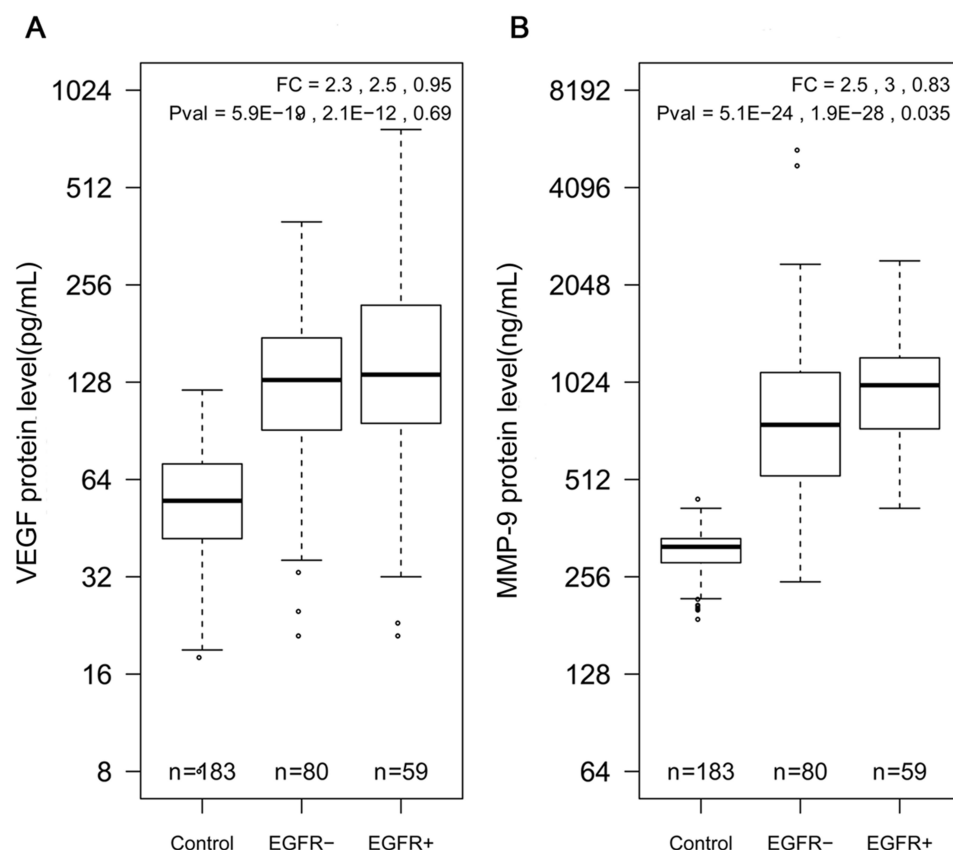 A
FC = 2.3 , 2.5 , 0.95
Pval = 5.9E−19 , 2.1E−12 , 0.69
VEGF protein level(pg/mL)
1024
512
256
128
64
32
16
8
n=183
n=80
n=59
Control
EGFR−
EGFR+
B
FC = 2.5 , 3 , 0.83
Pval = 5.1E−24 , 1.9E−28 , 0.035
MMP-9 protein level(ng/mL)
8192
4096
2048
1024
512
256
128
64
n=183
n=80
n=59
Control
EGFR−
EGFR+